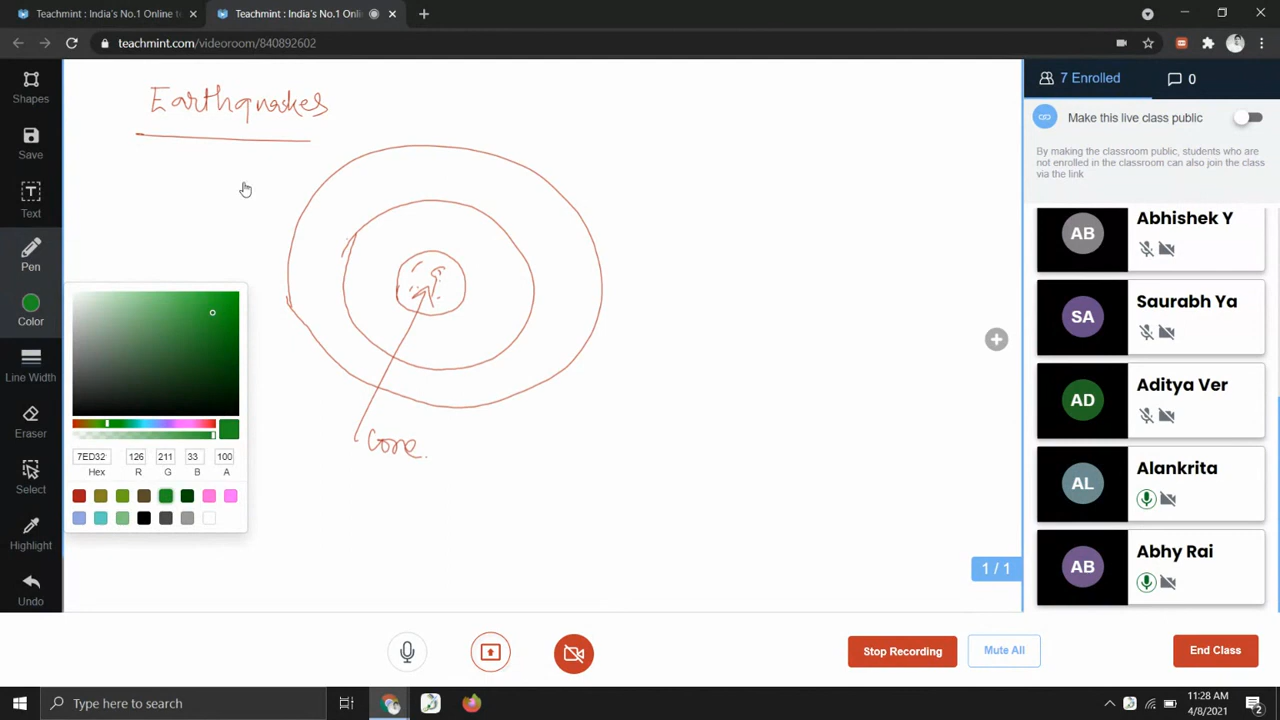 Teachmint : India's No.1 Online t
Teachmint : India's No.1 Onli
teachmint.com/videoroom/840892602
Shapes
Save
Text
Pen
Color
Line Width
Eraser
Select
Highlight
Undo
Earthquakes
Core.
7ED32 126 211 33 100
Hex R G B A
1 / 1
7 Enrolled 0
Make this live class public
By making the classroom public, students who are
not enrolled in the classroom can also join the class
via the link
AB Abhishek Y
SA Saurabh Ya
AD Aditya Ver
AL Alankrita
AB Abhy Rai
Stop Recording Mute All End Class
Type here to search
11:28 AM
4/8/2021
2